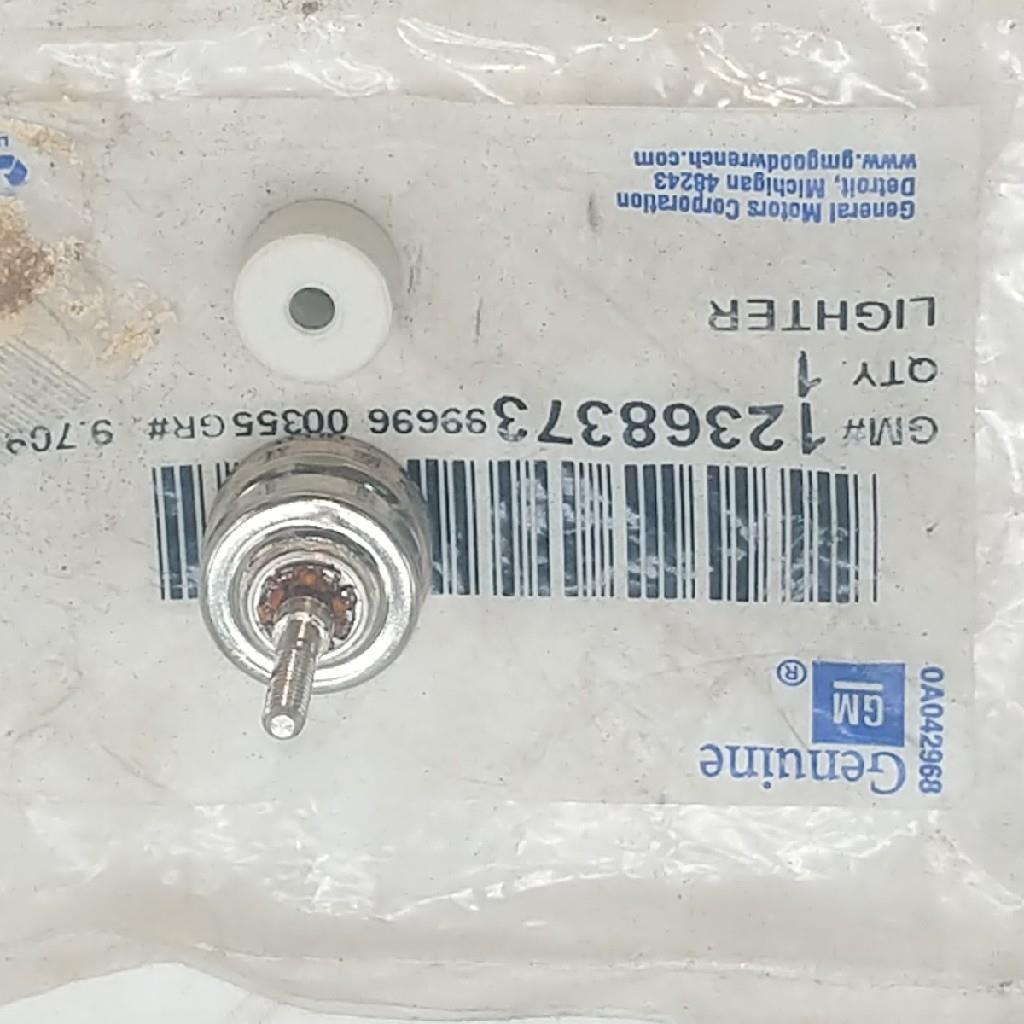 Genuine
GM ®
0A042968
GM# 12368373 99696 00355 GR#.
QTY. 1
LIGHTER
General Motors Corporation
Detroit, Michigan 48243
www.gmgoodwrench.com